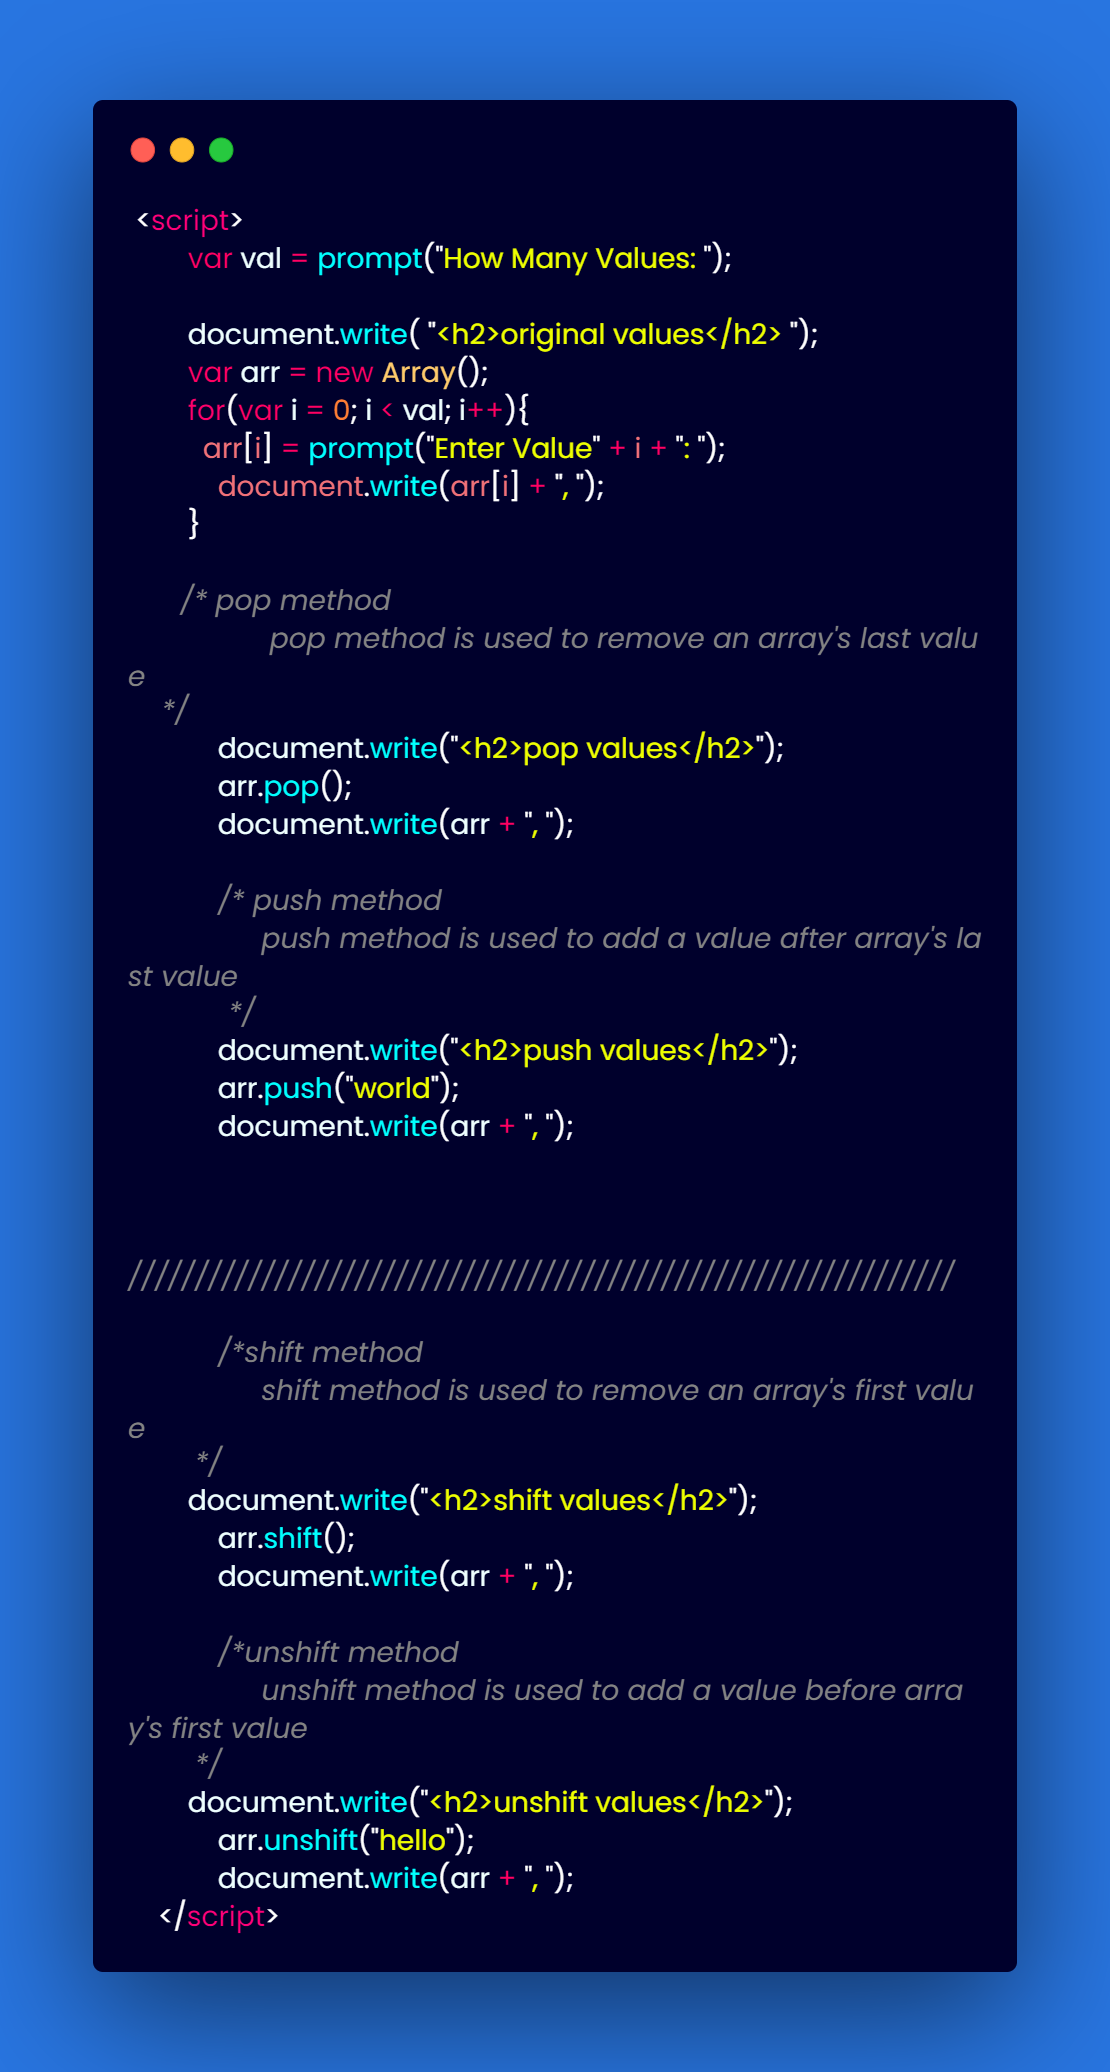 <script>
var val = prompt("How Many Values: ");
document.write( "<h2>original values</h2> ");
var arr = new Array();
for(var i = 0; i < val; i++){
arr[i] = prompt("Enter Value" + i + ": ");
document.write(arr[i] + ", ");
}
/* pop method
pop method is used to remove an array's last valu
e
*/
document.write("<h2>pop values</h2>");
arr.pop();
document.write(arr + ", ");
/* push method
push method is used to add a value after array's la
st value
*/
document.write("<h2>push values</h2>");
arr.push("world");
document.write(arr + ", ");
//////////////////////////////////////////////////////////////
/*shift method
shift method is used to remove an array's first valu
e
*/
document.write("<h2>shift values</h2>");
arr.shift();
document.write(arr + ", ");
/*unshift method
unshift method is used to add a value before arra
y's first value
*/
document.write("<h2>unshift values</h2>");
arr.unshift("hello");
document.write(arr + ", ");
</script>